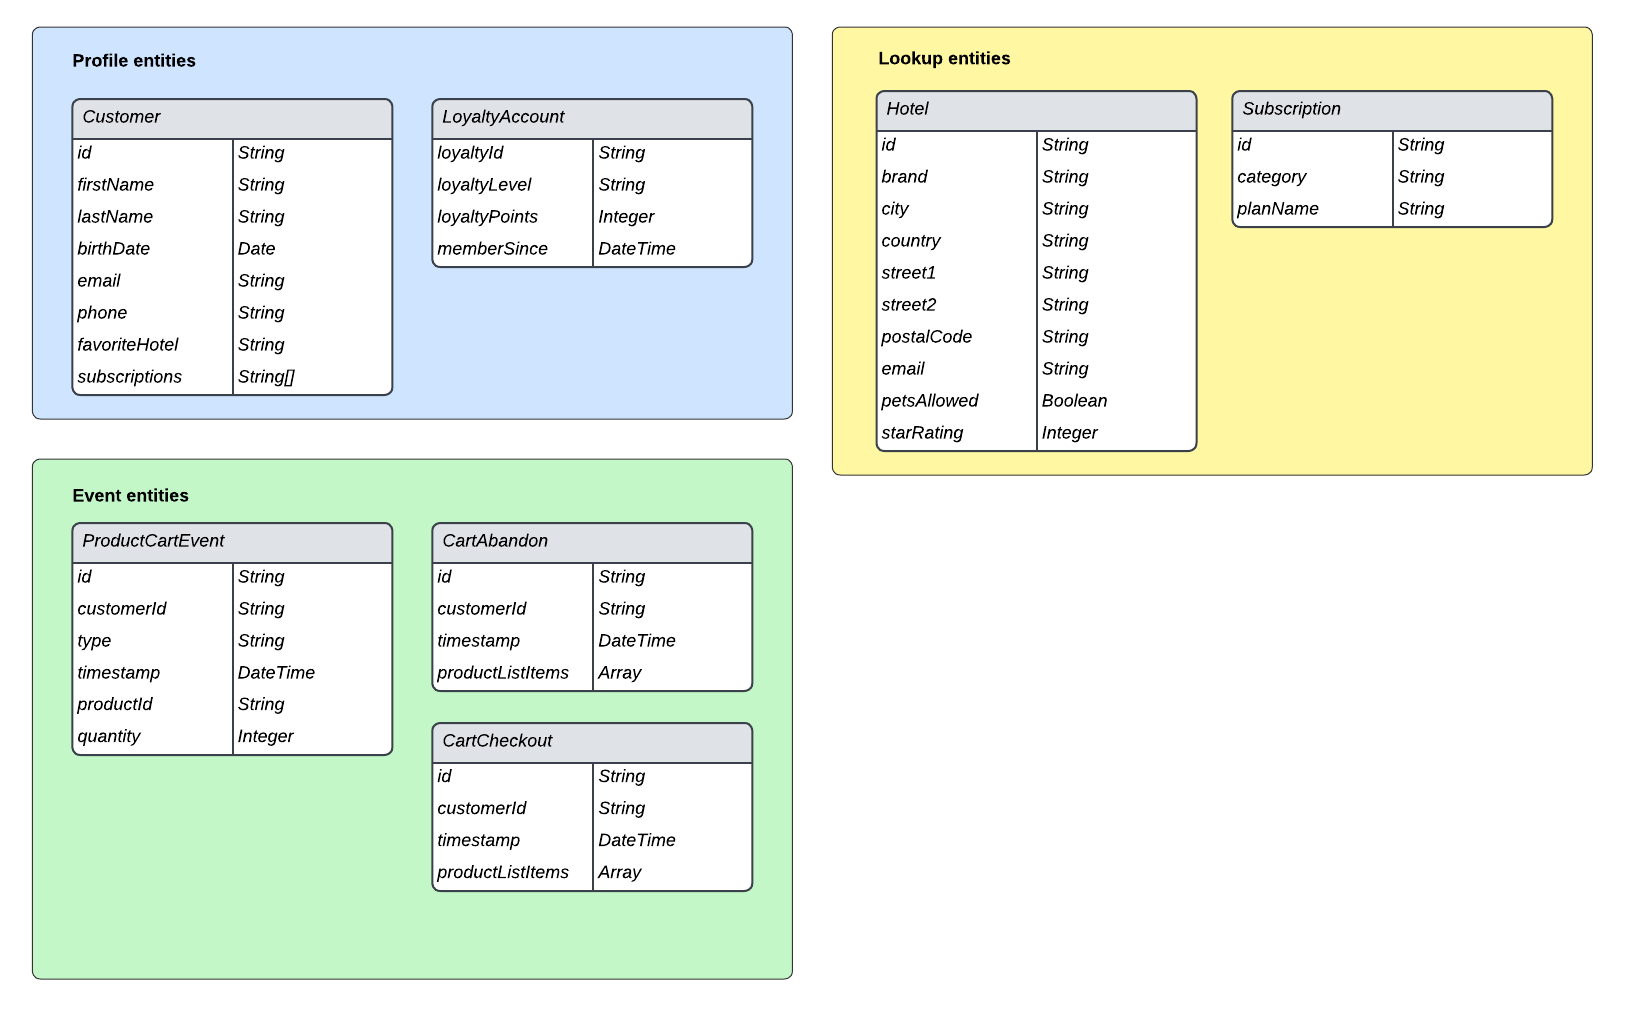 Profile entities
Customer
id String
firstName String
lastName String
birthDate Date
email String
phone String
favoriteHotel String
subscriptions String[]
LoyaltyAccount
loyaltyId String
loyaltyLevel String
loyaltyPoints Integer
memberSince DateTime
Lookup entities
Hotel
id String
brand String
city String
country String
street1 String
street2 String
postalCode String
email String
petsAllowed Boolean
starRating Integer
Subscription
id String
category String
planName String
Event entities
ProductCartEvent
id String
customerId String
type String
timestamp DateTime
productId String
quantity Integer
CartAbandon
id String
customerId String
timestamp DateTime
productListItems Array
CartCheckout
id String
customerId String
timestamp DateTime
productListItems Array